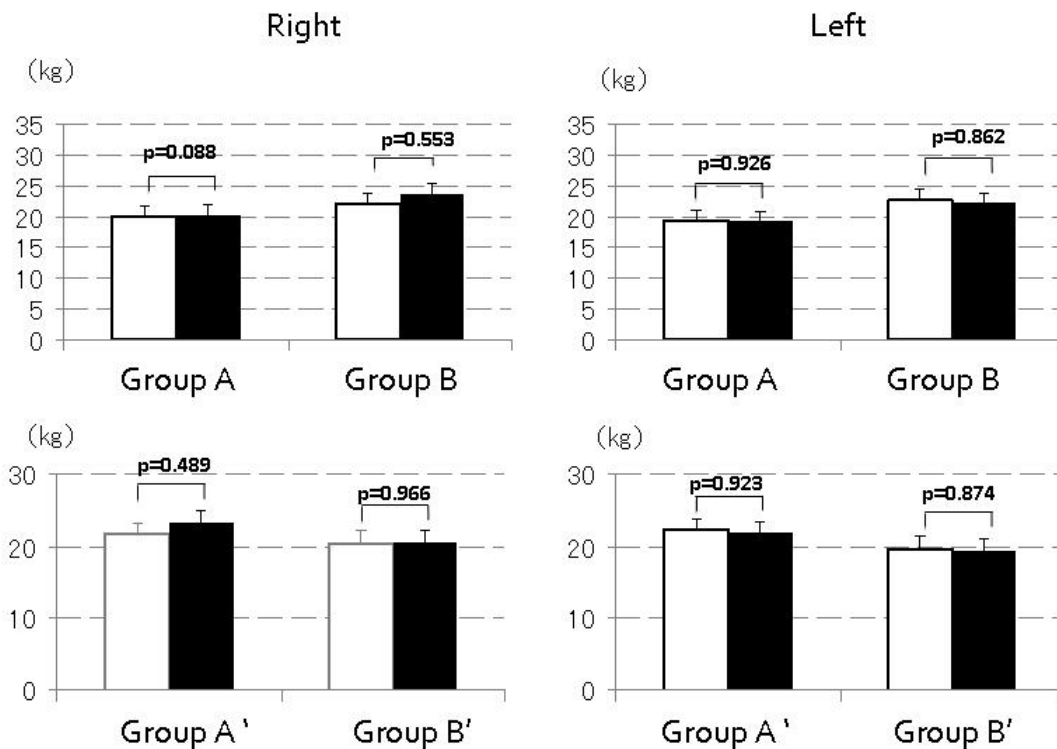 Right
Left
(kg)
35
30
25
20
15
10
5
0
p=0.088
p=0.553
Group A
Group B
(kg)
35
30
25
20
15
10
5
0
p=0.926
p=0.862
Group A
Group B
(kg)
30
20
10
0
p=0.489
p=0.966
Group A'
Group B'
(kg)
30
20
10
0
p=0.923
p=0.874
Group A'
Group B'